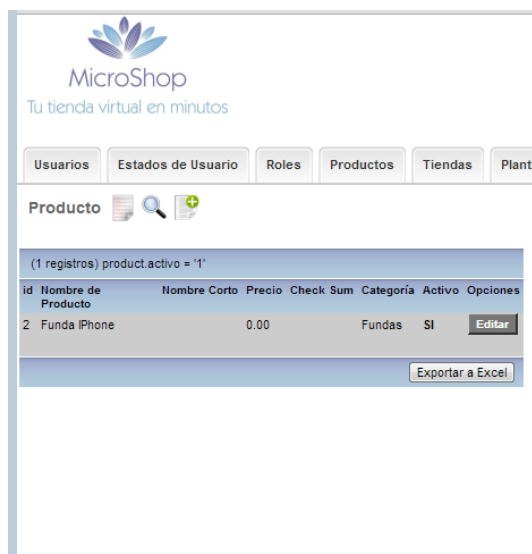 MicroShop
Tu tienda virtual en minutos
Usuarios Estados de Usuario Roles Productos Tiendas Plant
Producto
(1 registros) product.activo = '1'
id Nombre de Producto Nombre Corto Precio Check Sum Categoría Activo Opciones
2 Funda IPhone 0.00 Fundas SI Editar
Exportar a Excel